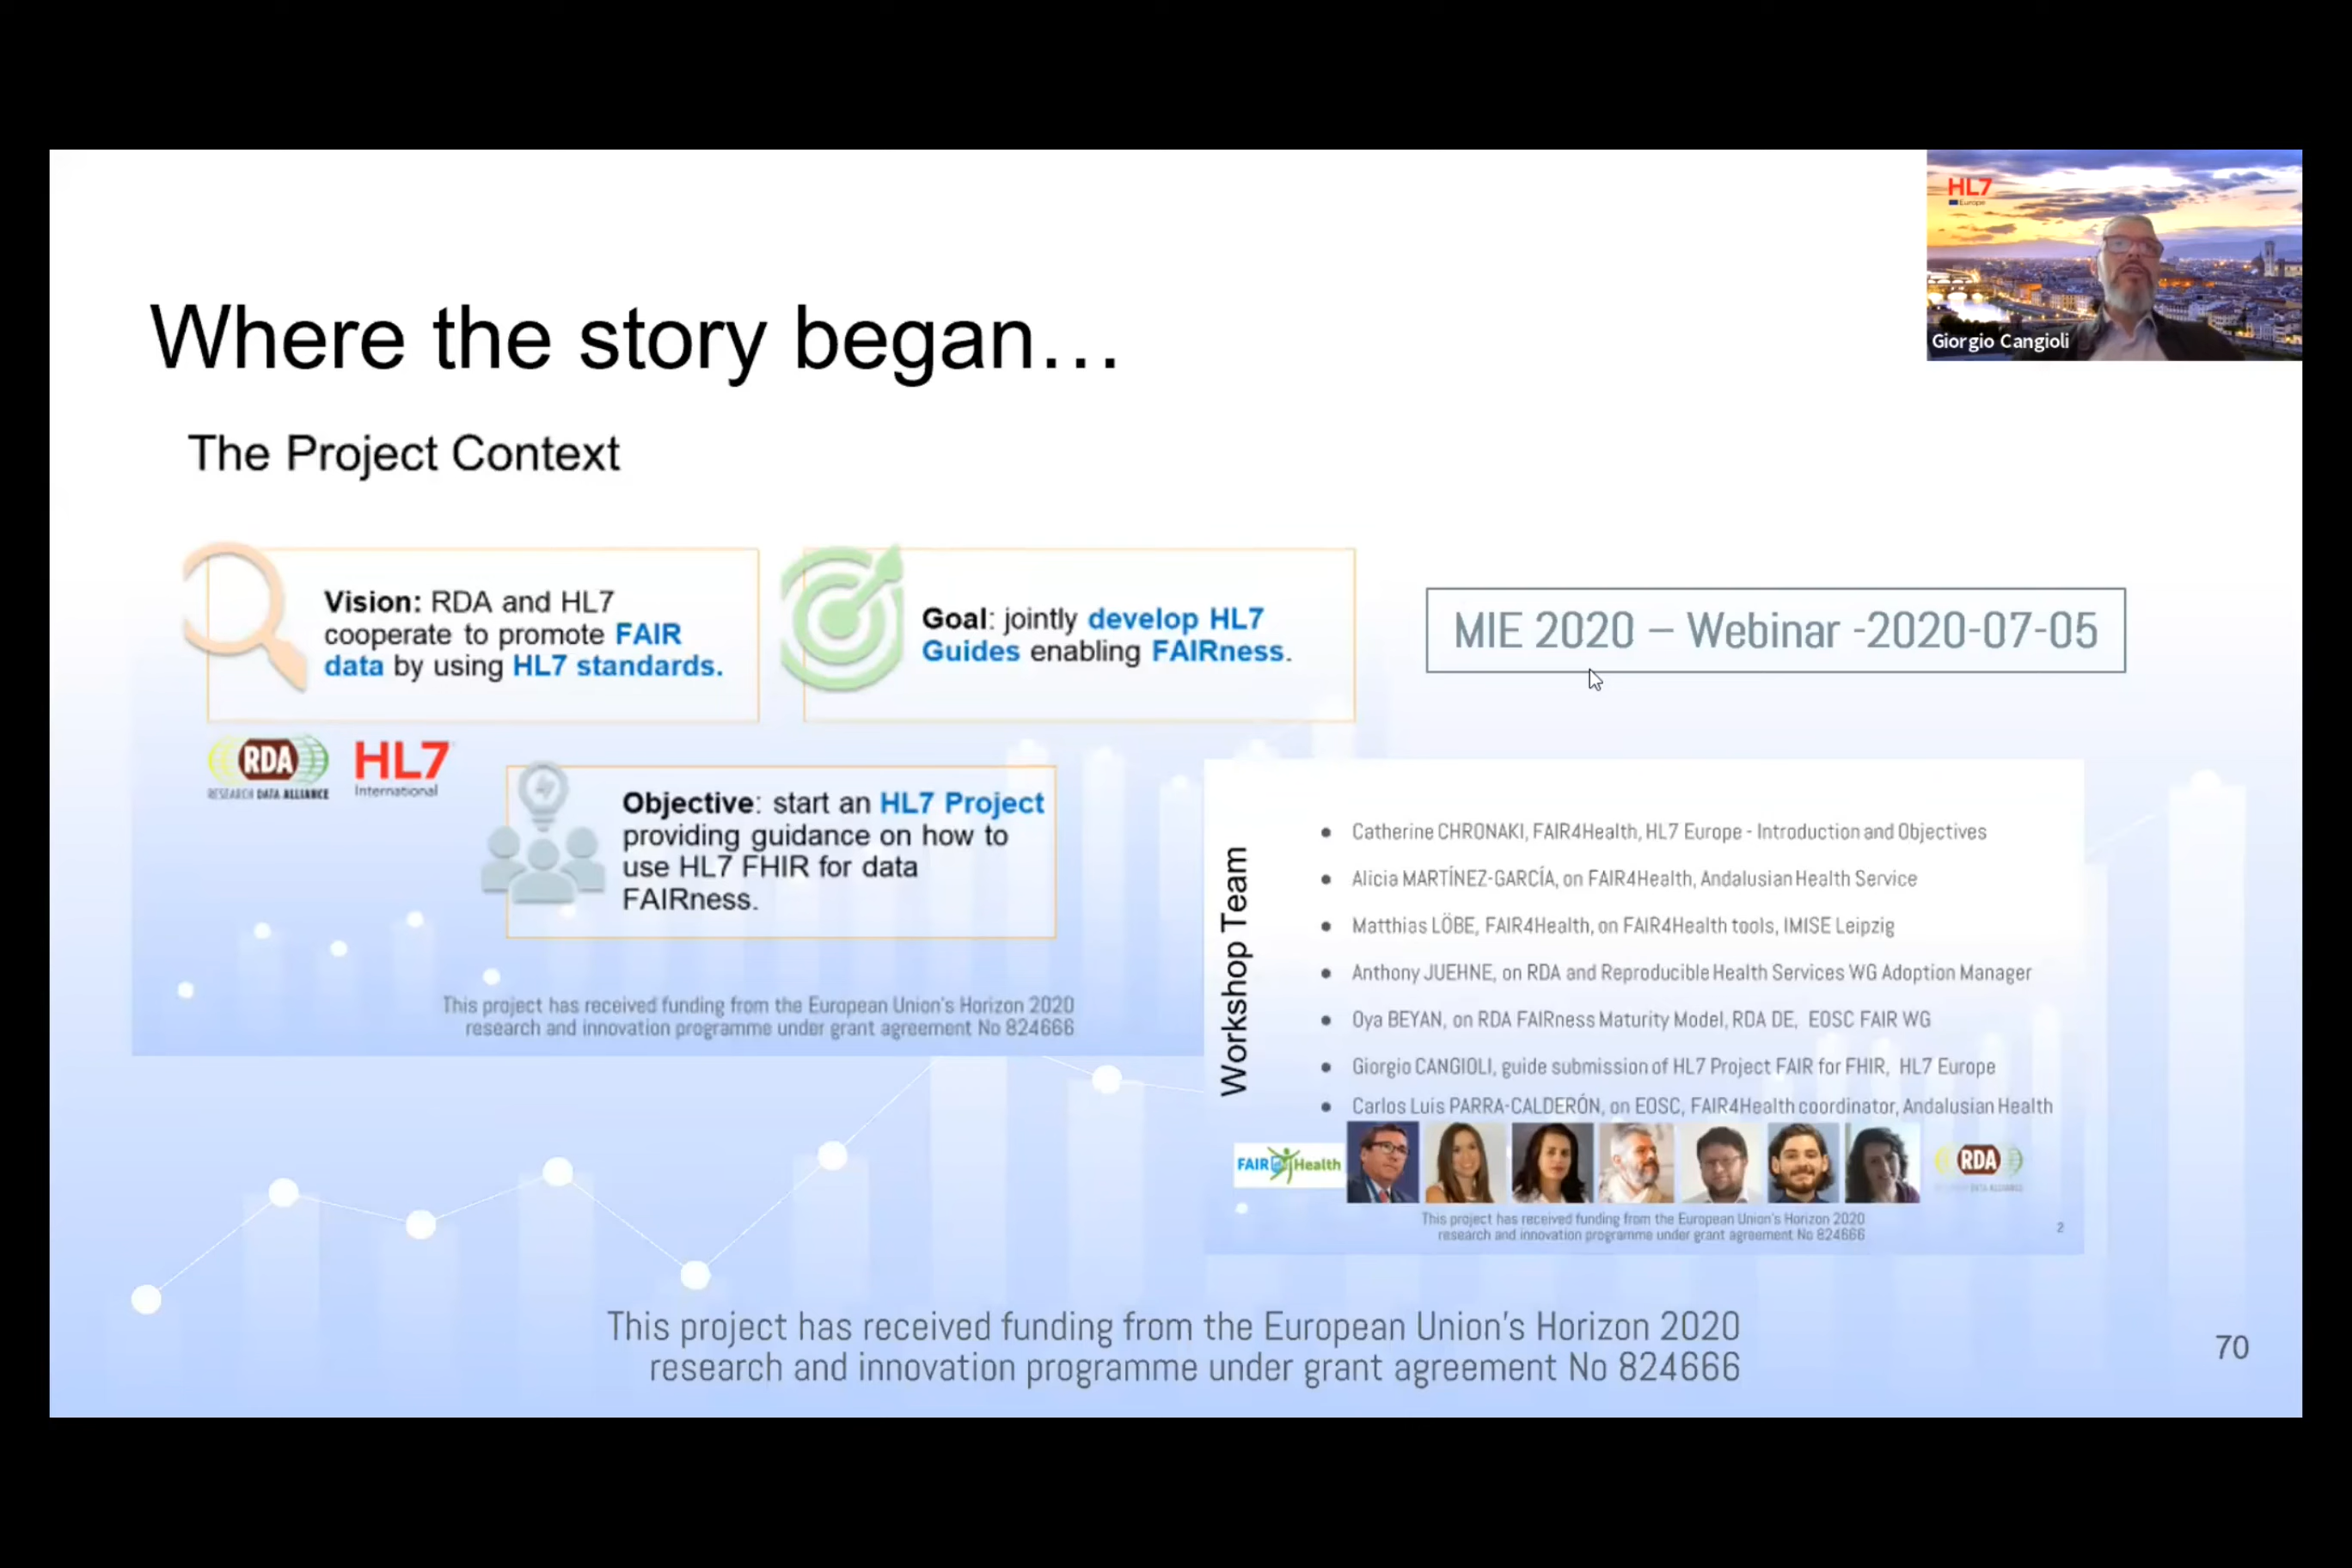 HL7
Europe
Giorgio Cangioli
Where the story began...
The Project Context
Vision: RDA and HL7
cooperate to promote FAIR
data by using HL7 standards.
Goal: jointly develop HL7
Guides enabling FAIRness.
MIE 2020 – Webinar -2020-07-05
RDA
RESEARCH DATA ALLIANCE
HL7
International
Objective: start an HL7 Project
providing guidance on how to
use HL7 FHIR for data
FAIRness.
This project has received funding from the European Union's Horizon 2020
research and innovation programme under grant agreement No 824666
Workshop Team
• Catherine CHRONAKI, FAIR4Health, HL7 Europe - Introduction and Objectives
• Alicia MARTÍNEZ-GARCÍA, on FAIR4Health, Andalusian Health Service
• Matthias LÖBE, FAIR4Health, on FAIR4Health tools, IMISE Leipzig
• Anthony JUEHNE, on RDA and Reproducible Health Services WG Adoption Manager
• Oya BEYAN, on RDA FAIRness Maturity Model, RDA DE, EOSC FAIR WG
• Giorgio CANGIOLI, guide submission of HL7 Project FAIR for FHIR, HL7 Europe
• Carlos Luis PARRA-CALDERÓN, on EOSC, FAIR4Health coordinator, Andalusian Health
FAIR4Health
RDA
This project has received funding from the European Union's Horizon 2020
research and innovation programme under grant agreement No 824666
2
This project has received funding from the European Union's Horizon 2020
research and innovation programme under grant agreement No 824666
70